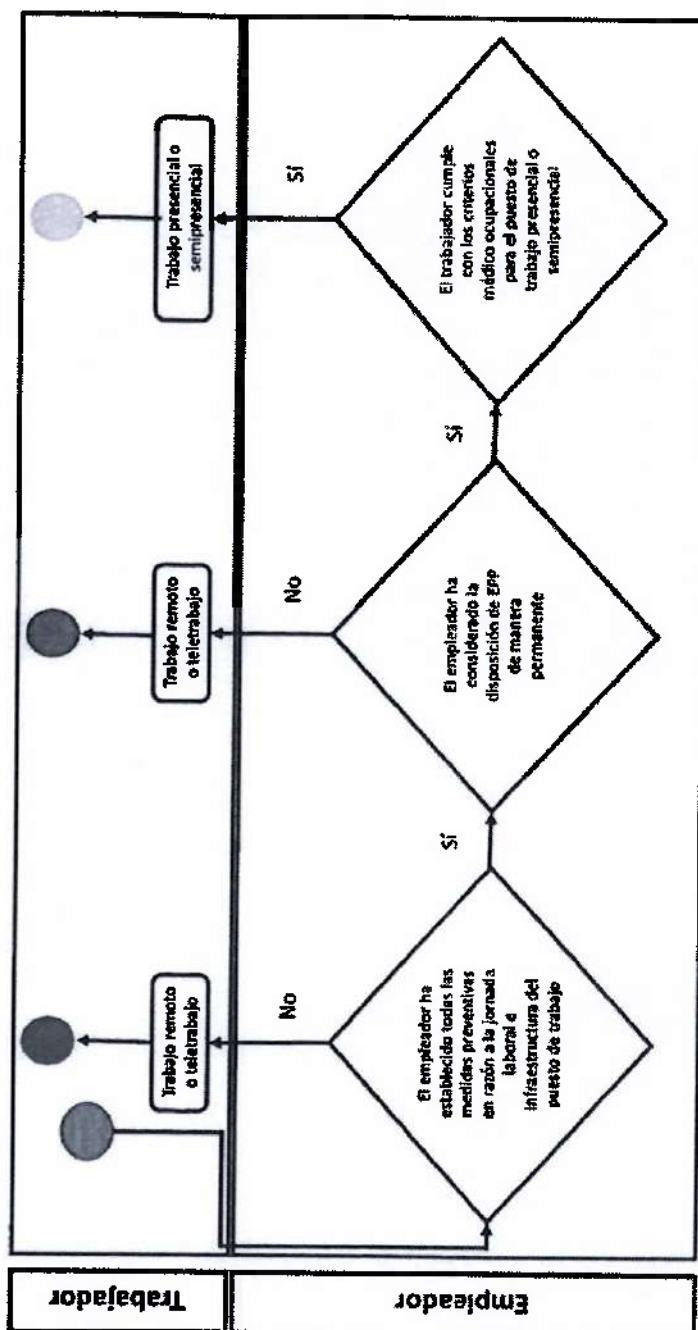 Trabajador
Empleador
Trabajo remoto
o teletrabajo
No
El empleador ha
establecido todas las
medidas preventivas
en razón a la jornada
laboral e
infraestructura del
puesto de trabajo
Sí
Trabajo remoto
o teletrabajo
No
El empleador ha
considerado la
disposición de EPP
de manera
permanente
Sí
Trabajo presencial o
semipresencial
Sí
El trabajador cumple
con los criterios
médico ocupacionales
para el puesto de
trabajo presencial o
semipresencial